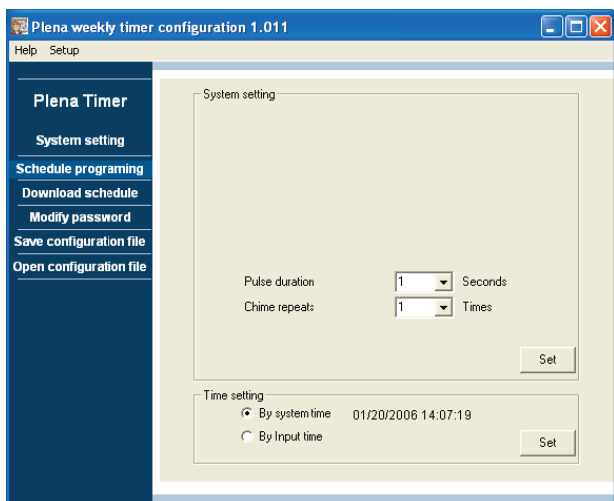 Plena weekly timer configuration 1.011
Help Setup
Plena Timer
System setting
Schedule programing
Download schedule
Modify password
Save configuration file
Open configuration file
System setting
Pulse duration 1 Seconds
Chime repeats 1 Times
Set
Time setting
By system time 01/20/2006 14:07:19
By Input time
Set